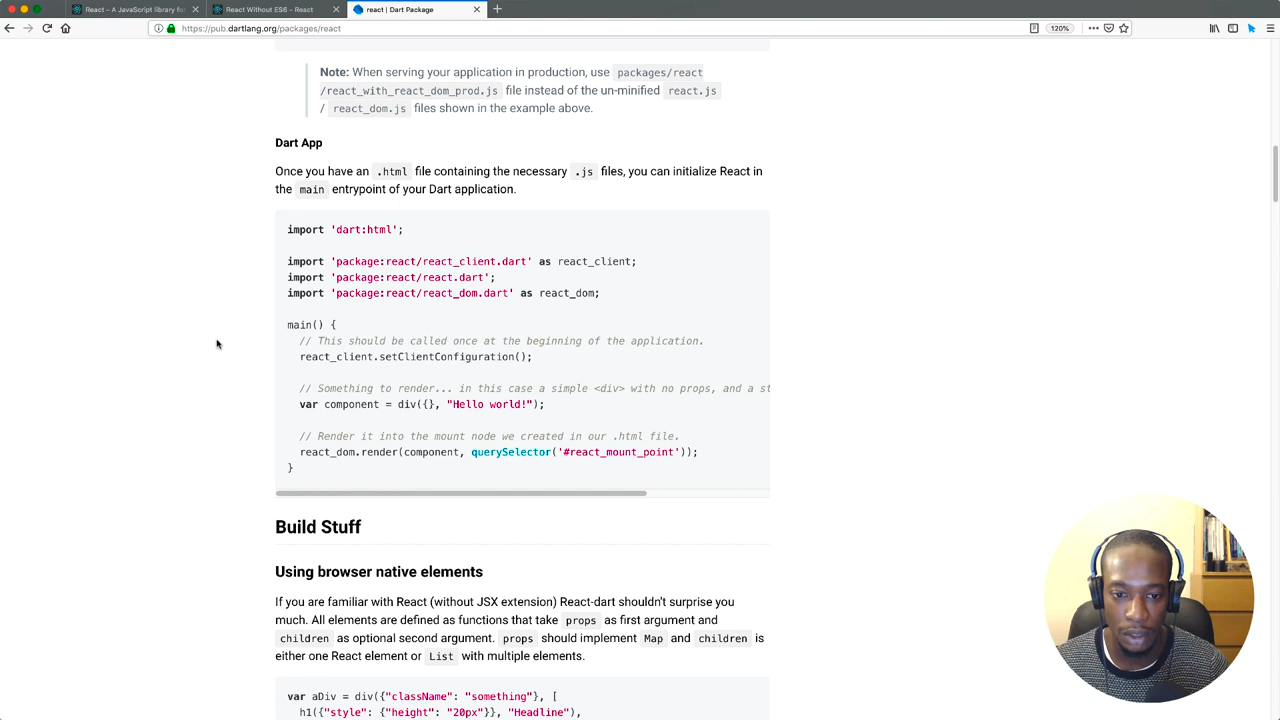 React – A JavaScript library fo
React Without ES6 – React
react | Dart Package
https://pub.dartlang.org/packages/react
120%
Note: When serving your application in production, use packages/react
/react_with_react_dom_prod.js file instead of the un-minified react.js
/ react_dom.js files shown in the example above.
Dart App
Once you have an .html file containing the necessary .js files, you can initialize React in
the main entrypoint of your Dart application.
import 'dart:html';
import 'package:react/react_client.dart' as react_client;
import 'package:react/react.dart';
import 'package:react/react_dom.dart' as react_dom;
main() {
// This should be called once at the beginning of the application.
react_client.setClientConfiguration();
// Something to render... in this case a simple <div> with no props, and a st
var component = div({}, "Hello world!");
// Render it into the mount node we created in our .html file.
react_dom.render(component, querySelector('#react_mount_point'));
}
Build Stuff
Using browser native elements
If you are familiar with React (without JSX extension) React-dart shouldn't surprise you
much. All elements are defined as functions that take props as first argument and
children as optional second argument. props should implement Map and children is
either one React element or List with multiple elements.
var aDiv = div({"className": "something"}, [
h1({"style": {"height": "20px"}}, "Headline"),